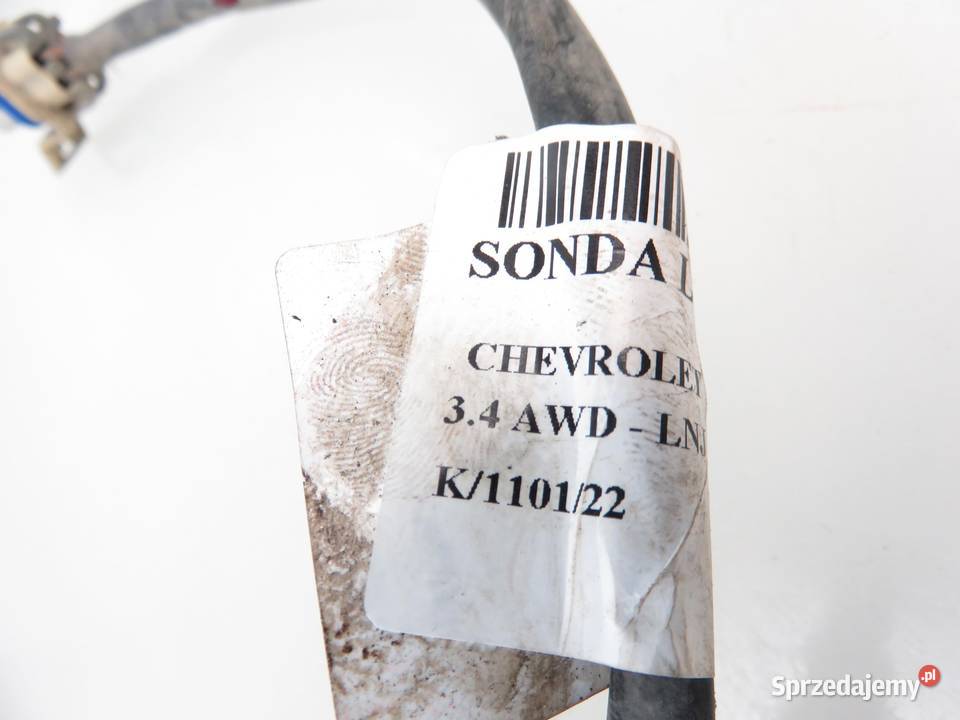 SONDA L
CHEVROLET
3.4 AWD - LNJ
K/1101/22
Sprzedajemy.pl